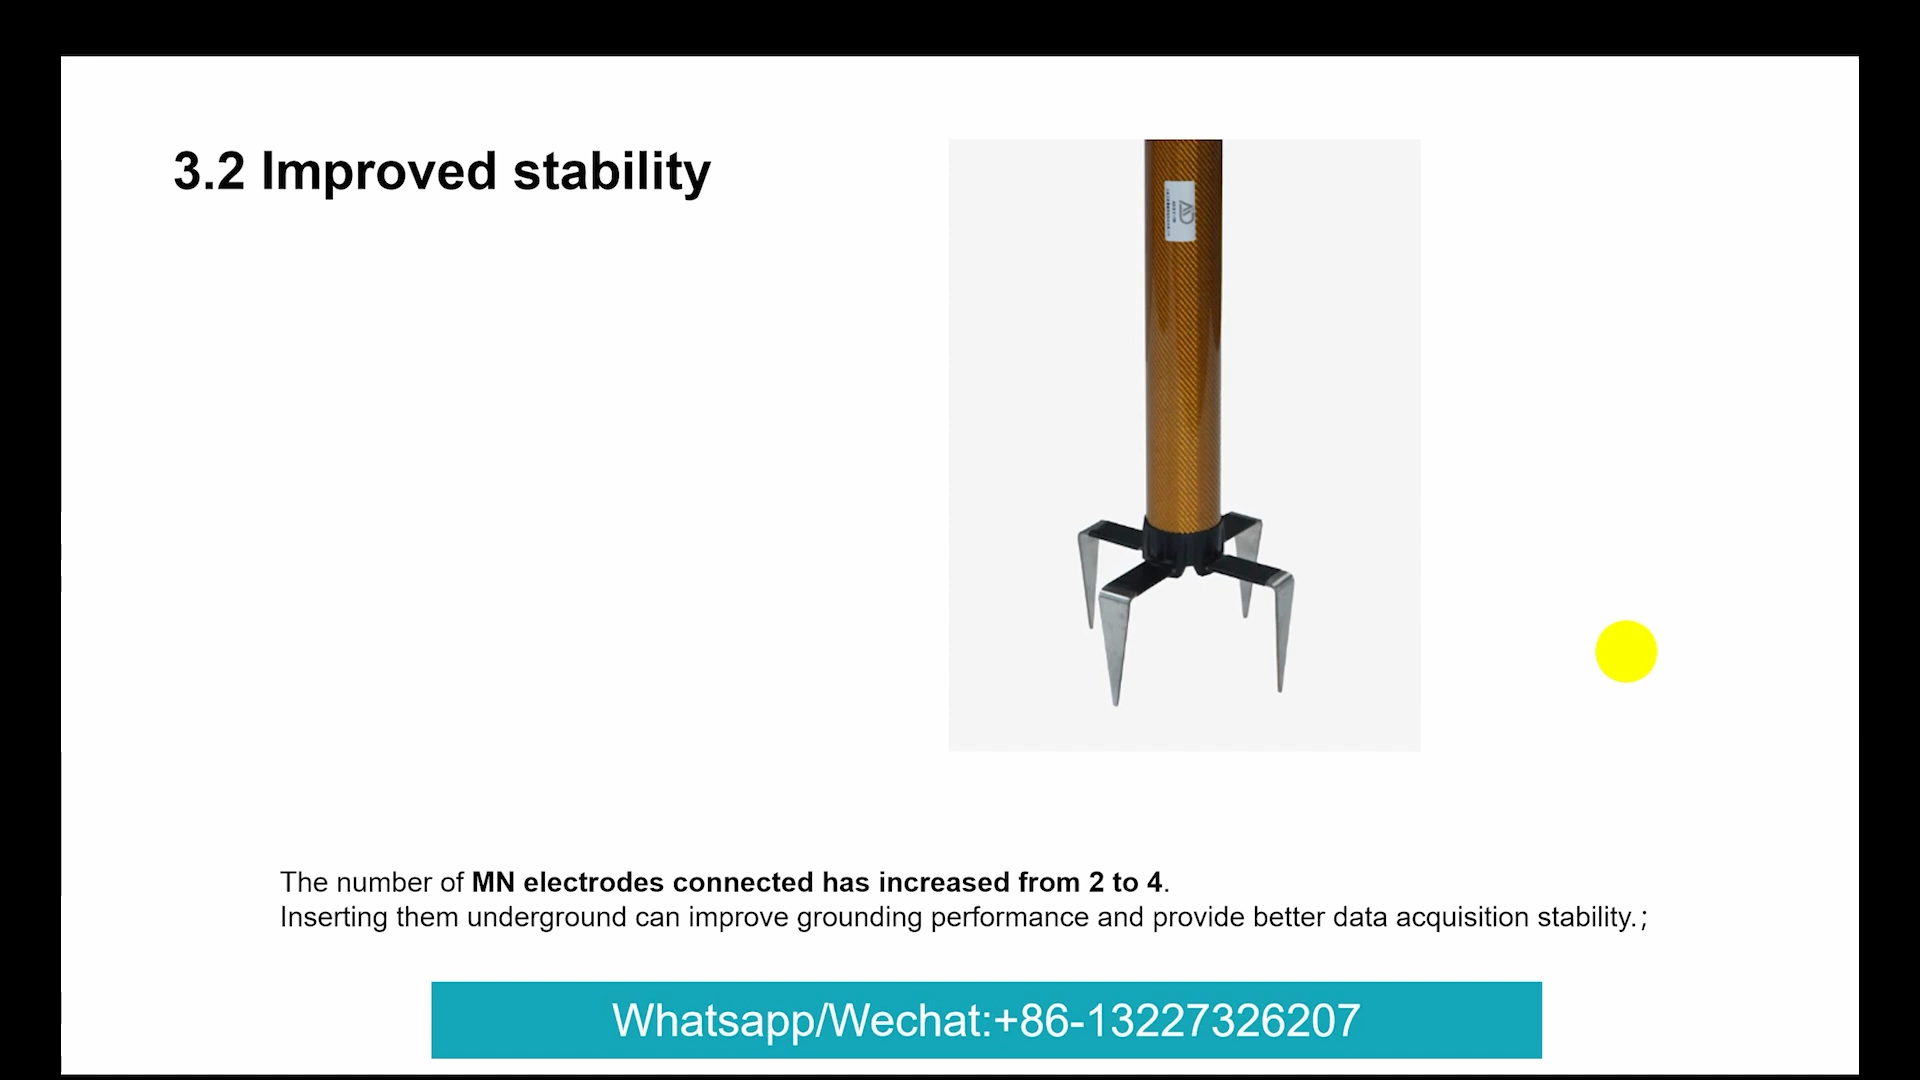 3.2 Improved stability
The number of MN electrodes connected has increased from 2 to 4.
Inserting them underground can improve grounding performance and provide better data acquisition stability.;
Whatsapp/Wechat:+86-13227326207